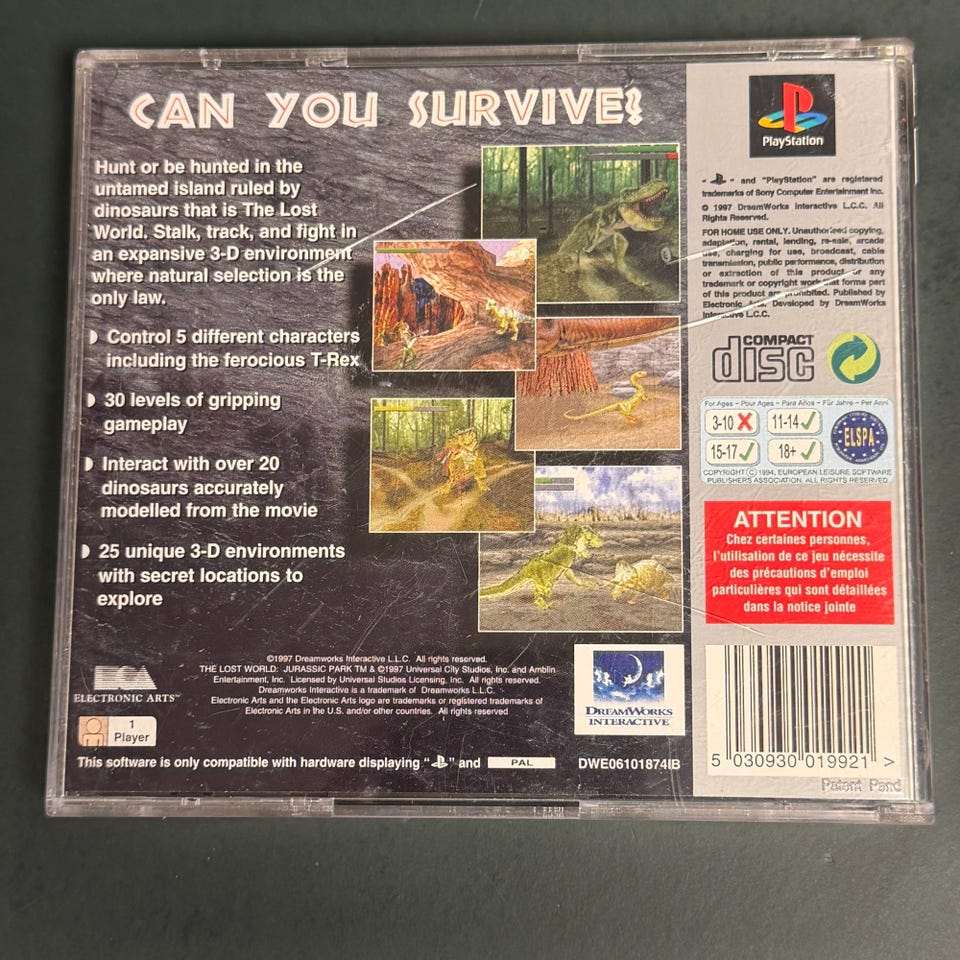 CAN YOU SURVIVE?
Hunt or be hunted in the
untamed island ruled by
dinosaurs that is The Lost
World. Stalk, track, and fight in
an expansive 3-D environment
where natural selection is the
only law.
Control 5 different characters
including the ferocious T-Rex
30 levels of gripping
gameplay
Interact with over 20
dinosaurs accurately
modelled from the movie
25 unique 3-D environments
with secret locations to
explore
ELECTRONIC ARTS™
1
Player
©1997 Dreamworks Interactive L.L.C. All rights reserved.
THE LOST WORLD: JURASSIC PARK TM & ©1997 Universal City Studios, Inc. and Amblin
Entertainment, Inc. Licensed by Universal Studios Licensing, Inc. All rights reserved.
Dreamworks Interactive is a trademark of Dreamworks L.L.C.
Electronic Arts and the Electronic Arts logo are trademarks or registered trademarks of
Electronic Arts in the U.S. and/or other countries. All rights reserved
DREAMWORKS
INTERACTIVE
This software is only compatible with hardware displaying " " and PAL
DWE06101874IB
PlayStation
" " and "PlayStation" are registered
trademarks of Sony Computer Entertainment Inc.
© 1997 DreamWorks Interactive L.C.C. All
Rights Reserved.
FOR HOME USE ONLY. Unauthorised copying,
adaptation, rental, lending, re-sale, arcade
use, charging for use, broadcast, cable
transmission, public performance, distribution
or extraction of this product or any
trademark or copyright work that forms part
of this product are prohibited. Published by
Electronic Arts. Developed by DreamWorks
Interactive L.C.C.
COMPACT
disc
For Ages - Pour Ages - Para Años - Für Jahre - Per Anni
3-10 11-14
15-17 18+
ELSPA
COPYRIGHT © 1994, EUROPEAN LEISURE SOFTWARE
PUBLISHERS ASSOCIATION. ALL RIGHTS RESERVED
ATTENTION
Chez certaines personnes,
l'utilisation de ce jeu nécessite
des précautions d'emploi
particulières qui sont détaillées
dans la notice jointe
5 030930 019921 >
Patent Pend